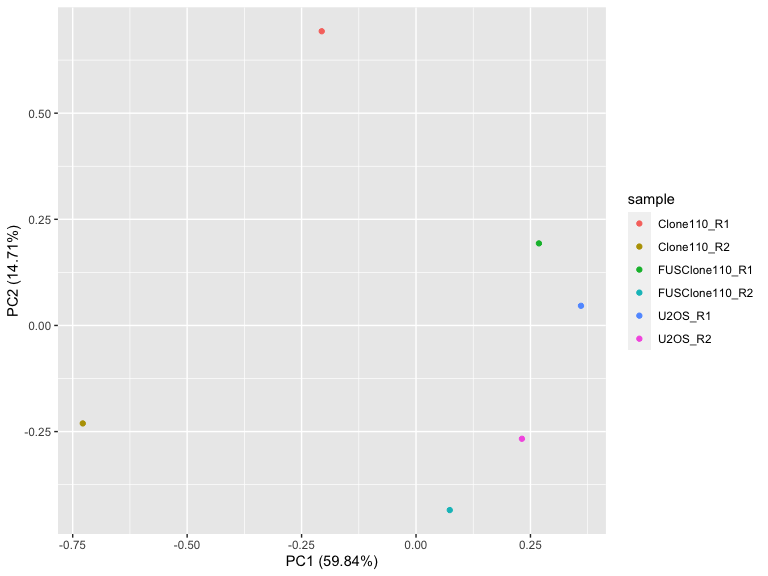 0.50
0.25
0.00
-0.25
PC2 (14.71%)
-0.75
-0.50
-0.25
0.00
0.25
PC1 (59.84%)
sample
Clone110_R1
Clone110_R2
FUSClone110_R1
FUSClone110_R2
U2OS_R1
U2OS_R2